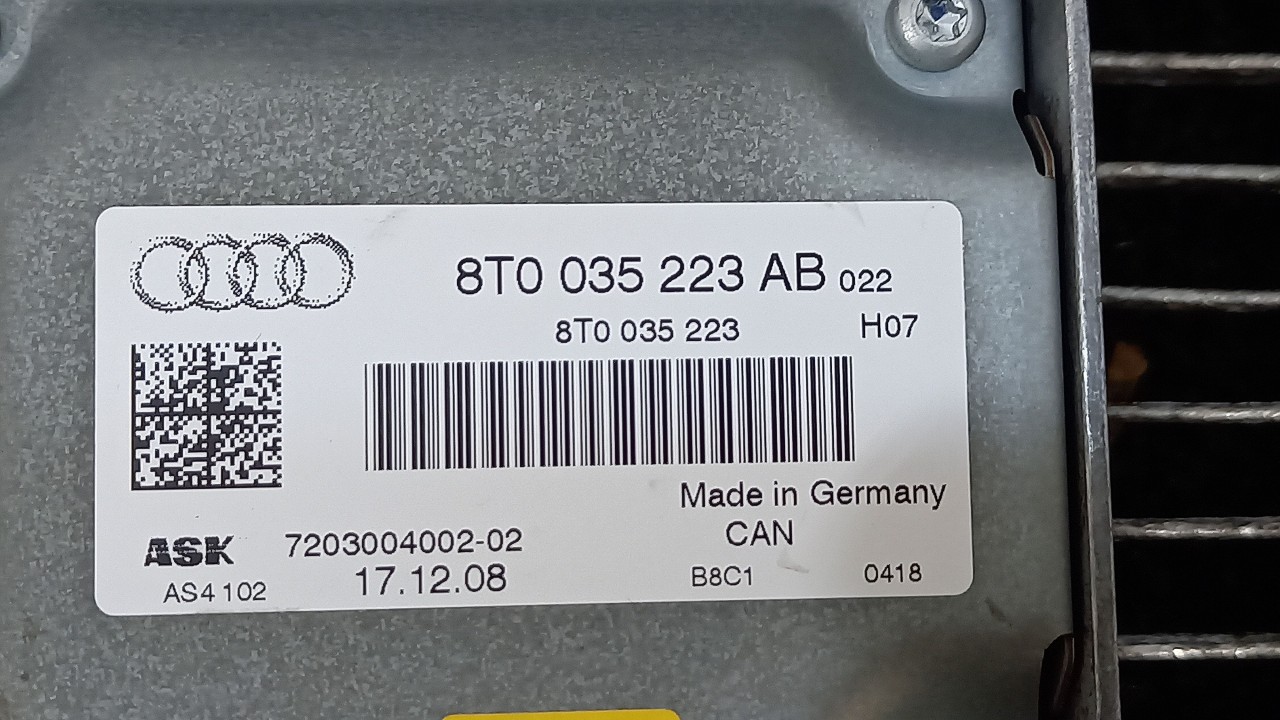 8T0 035 223 AB 022
8T0 035 223 H07
Made in Germany
ASK 7203004002-02 CAN
AS4 102 17.12.08 B8C1 0418